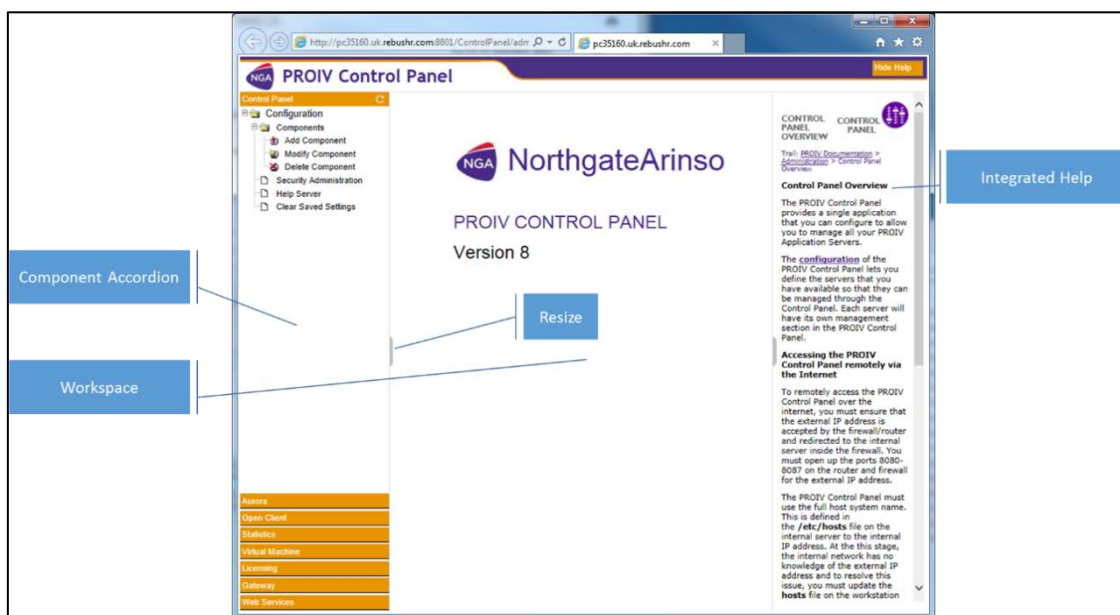 http://pc35160.uk.rebushr.com:8801/ControlPanel/adm
pc35160.uk.rebushr.com
NGA PROIV Control Panel
Hide Help
Control Panel
Configuration
Components
Add Component
Modify Component
Delete Component
Security Administration
Help Server
Clear Saved Settings
Aurora
Open Client
Statistics
Virtual Machine
Licensing
Gateway
Web Services
NGA NorthgateArinso
PROIV CONTROL PANEL
Version 8
CONTROL
PANEL
OVERVIEW
CONTROL
PANEL
Trail: PROIV Documentation >
Administration > Control Panel
Overview
Control Panel Overview
The PROIV Control Panel
provides a single application
that you can configure to allow
you to manage all your PROIV
Application Servers.
The configuration of the
PROIV Control Panel lets you
define the servers that you
have available so that they can
be managed through the
Control Panel. Each server will
have its own management
section in the PROIV Control
Panel.
Accessing the PROIV
Control Panel remotely via
the Internet
To remotely access the PROIV
Control Panel over the
internet, you must ensure that
the external IP address is
accepted by the firewall/router
and redirected to the internal
server inside the firewall. You
must open up the ports 8080-
8087 on the router and firewall
for the external IP address.
The PROIV Control Panel must
use the full host system name.
This is defined in
the /etc/hosts file on the
internal server to the internal
IP address. At the this stage,
the internal network has no
knowledge of the external IP
address and to resolve this
issue, you must update the
hosts file on the workstation
Component Accordion
Workspace
Resize
Integrated Help